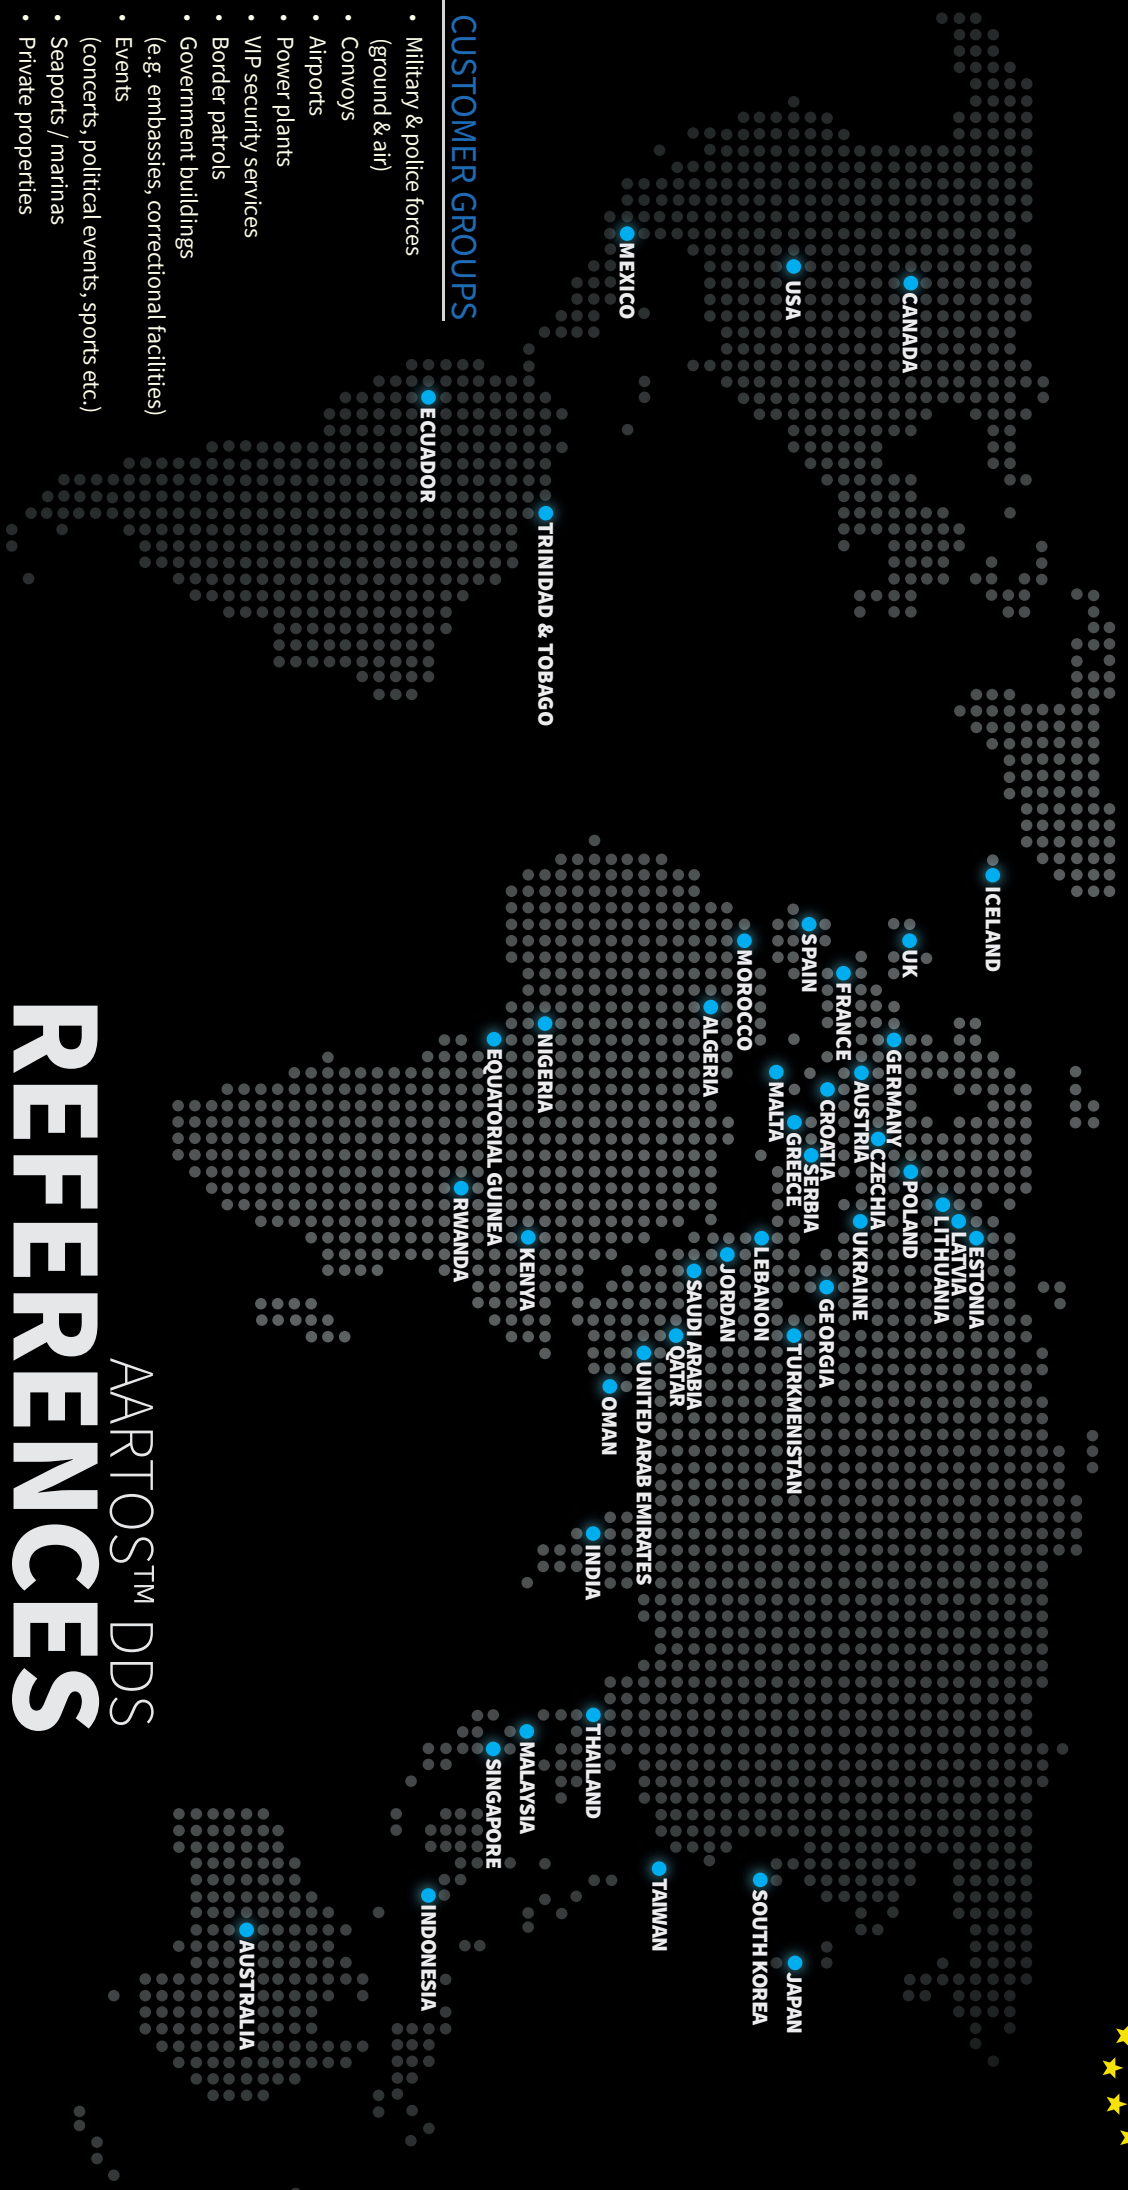 CANADA
USA
MEXICO
TRINIDAD & TOBAGO
ECUADOR
ICELAND
UK
SPAIN
FRANCE
MOROCCO
ALGERIA
NIGERIA
EQUATORIAL GUINEA
GERMANY
AUSTRIA
CROATIA
MALTA
GREECE
SERBIA
CZECHIA
POLAND
LITHUANIA
LATVIA
ESTONIA
UKRAINE
GEORGIA
LEBANON
JORDAN
SAUDI ARABIA
QATAR
UNITED ARAB EMIRATES
OMAN
TURKMENISTAN
RWANDA
KENYA
INDIA
THAILAND
MALAYSIA
SINGAPORE
INDONESIA
TAIWAN
SOUTH KOREA
JAPAN
AUSTRALIA
CUSTOMER GROUPS
• Military & police forces
(ground & air)
• Convoys
• Airports
• Power plants
• VIP security services
• Border patrols
• Government buildings
(e.g. embassies, correctional facilities)
• Events
(concerts, political events, sports etc.)
• Seaports / marinas
• Private properties
AARTOS™ DDS
REFERENCES